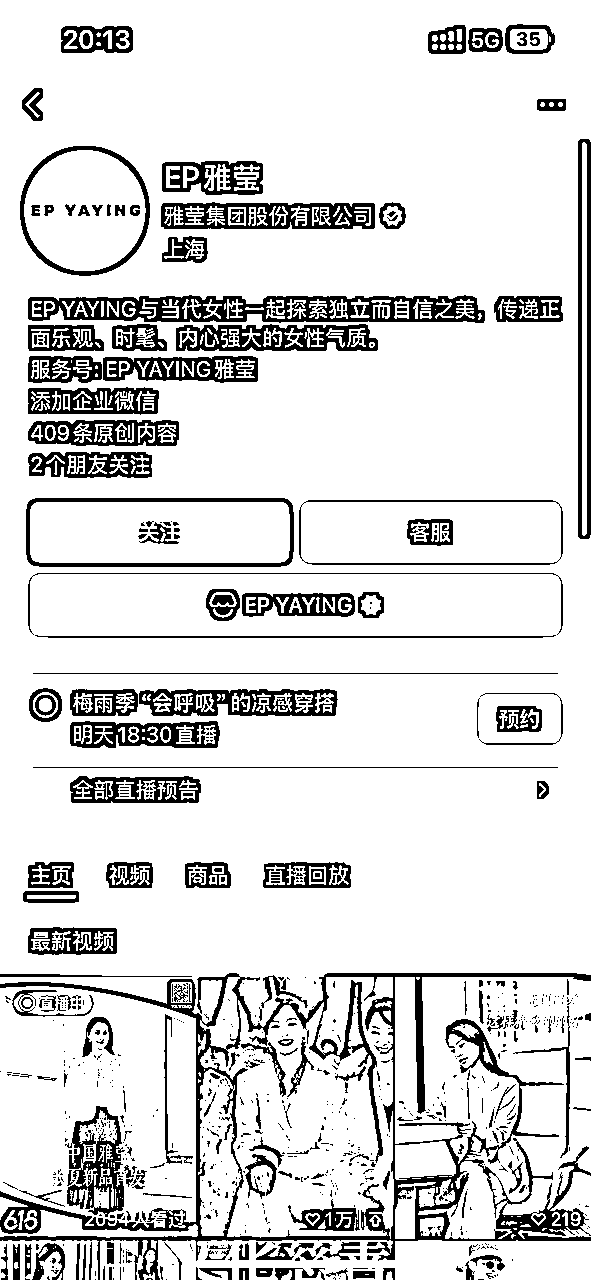 20:13
5G 35
EP YAYING
EP雅莹
雅莹集团股份有限公司
上海
EP YAYING与当代女性一起探索独立而自信之美，传递正
面乐观、时髦、内心强大的女性气质。
服务号: EP YAYING雅莹
添加企业微信
409条原创内容
2个朋友关注
关注
客服
EP YAYING
梅雨季“会呼吸”的凉感穿搭
明天18:30直播
预约
全部直播预告
主页 视频 商品 直播回放
最新视频
直播中
中国雅莹
新品首发
618
2694人看过
1万
219